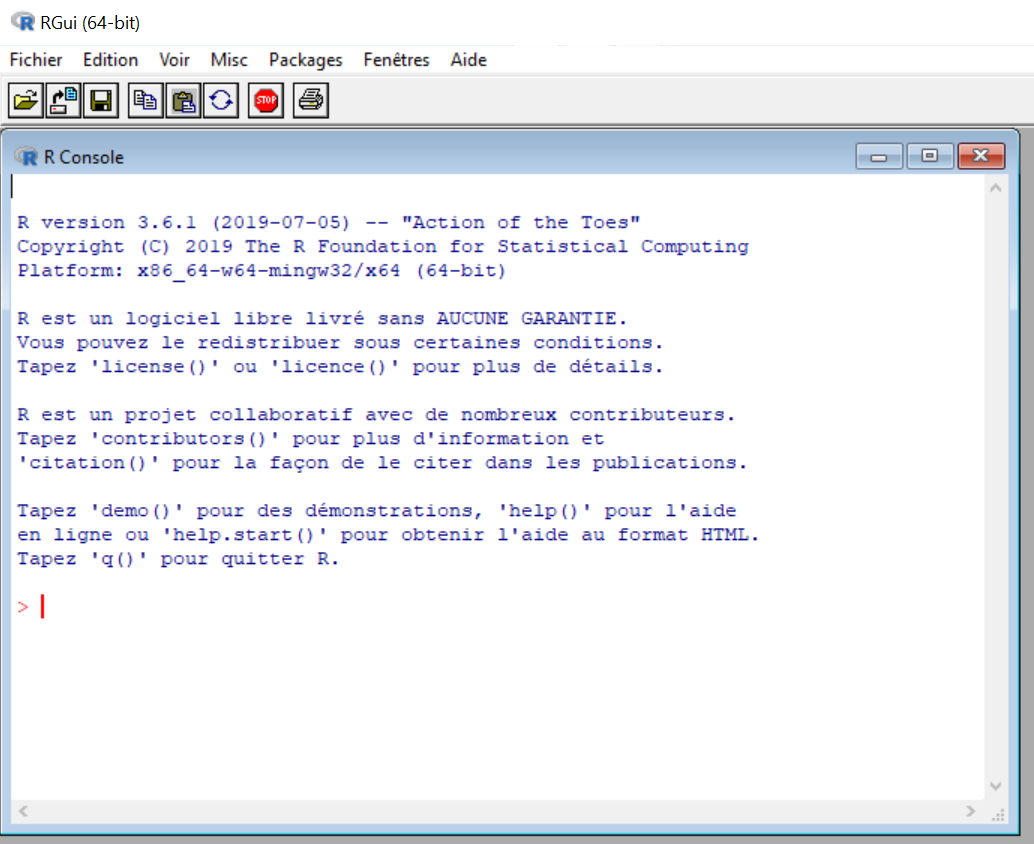 RGui (64-bit)
Fichier Edition Voir Misc Packages Fenêtres Aide
STOP
R Console
R version 3.6.1 (2019-07-05) -- "Action of the Toes"
Copyright (C) 2019 The R Foundation for Statistical Computing
Platform: x86_64-w64-mingw32/x64 (64-bit)
R est un logiciel libre livré sans AUCUNE GARANTIE.
Vous pouvez le redistribuer sous certaines conditions.
Tapez 'license()' ou 'licence()' pour plus de détails.
R est un projet collaboratif avec de nombreux contributeurs.
Tapez 'contributors()' pour plus d'information et
'citation()' pour la façon de le citer dans les publications.
Tapez 'demo()' pour des démonstrations, 'help()' pour l'aide
en ligne ou 'help.start()' pour obtenir l'aide au format HTML.
Tapez 'q()' pour quitter R.
>